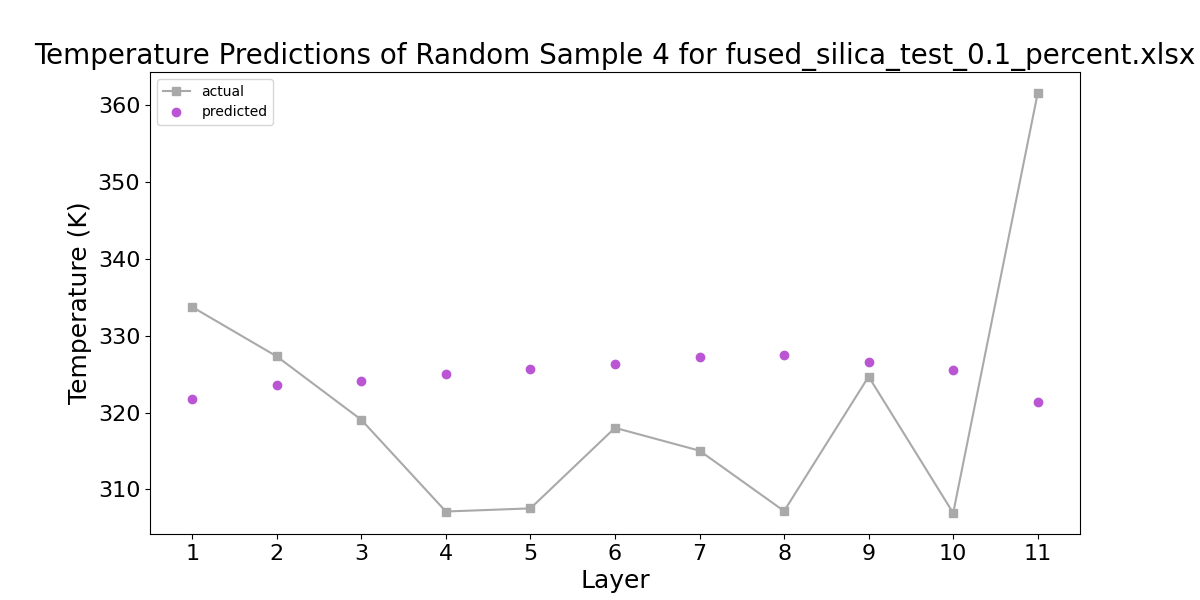 Temperature Predictions of Random Sample 4 for fused_silica_test_0.1_percent.xlsx
actual
predicted
360
350
340
330
320
310
Temperature (K)
1 2 3 4 5 6 7 8 9 10 11
Layer